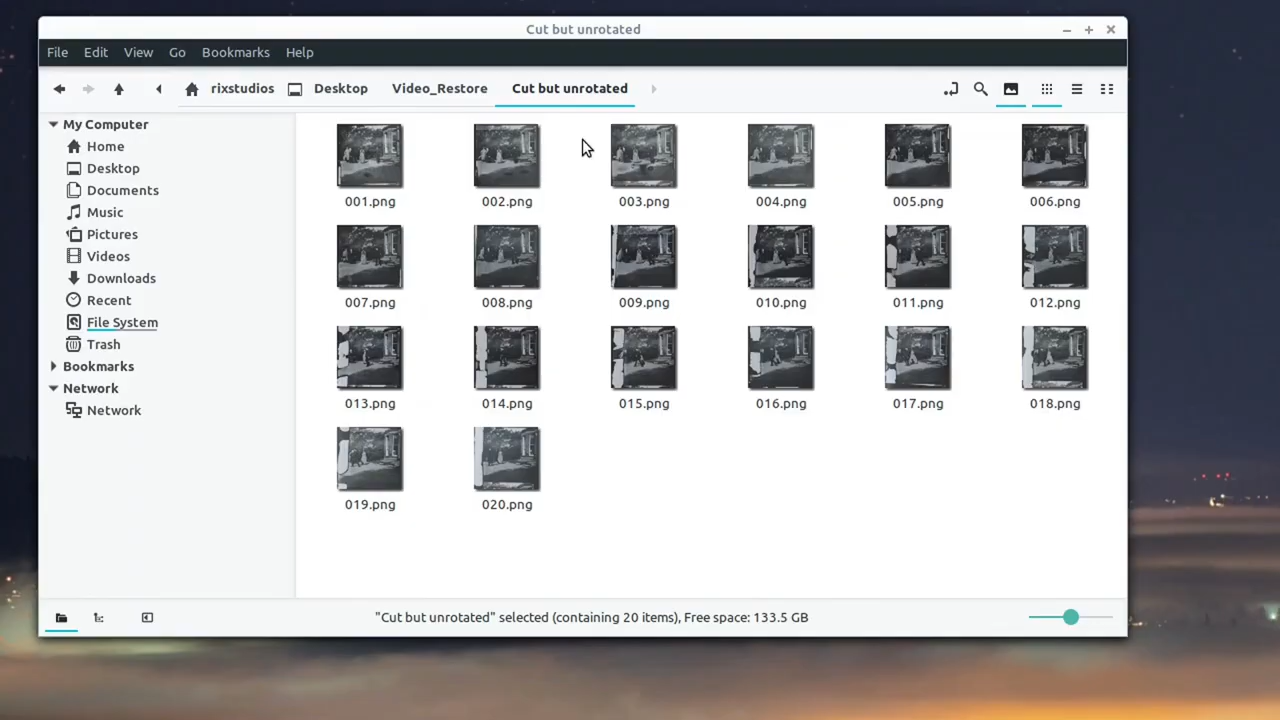 Cut but unrotated
File Edit View Go Bookmarks Help
rixstudios Desktop Video_Restore Cut but unrotated
My Computer
Home
Desktop
Documents
Music
Pictures
Videos
Downloads
Recent
File System
Trash
Bookmarks
Network
Network
001.png 002.png 003.png 004.png 005.png 006.png
007.png 008.png 009.png 010.png 011.png 012.png
013.png 014.png 015.png 016.png 017.png 018.png
019.png 020.png
"Cut but unrotated" selected (containing 20 items), Free space: 133.5 GB